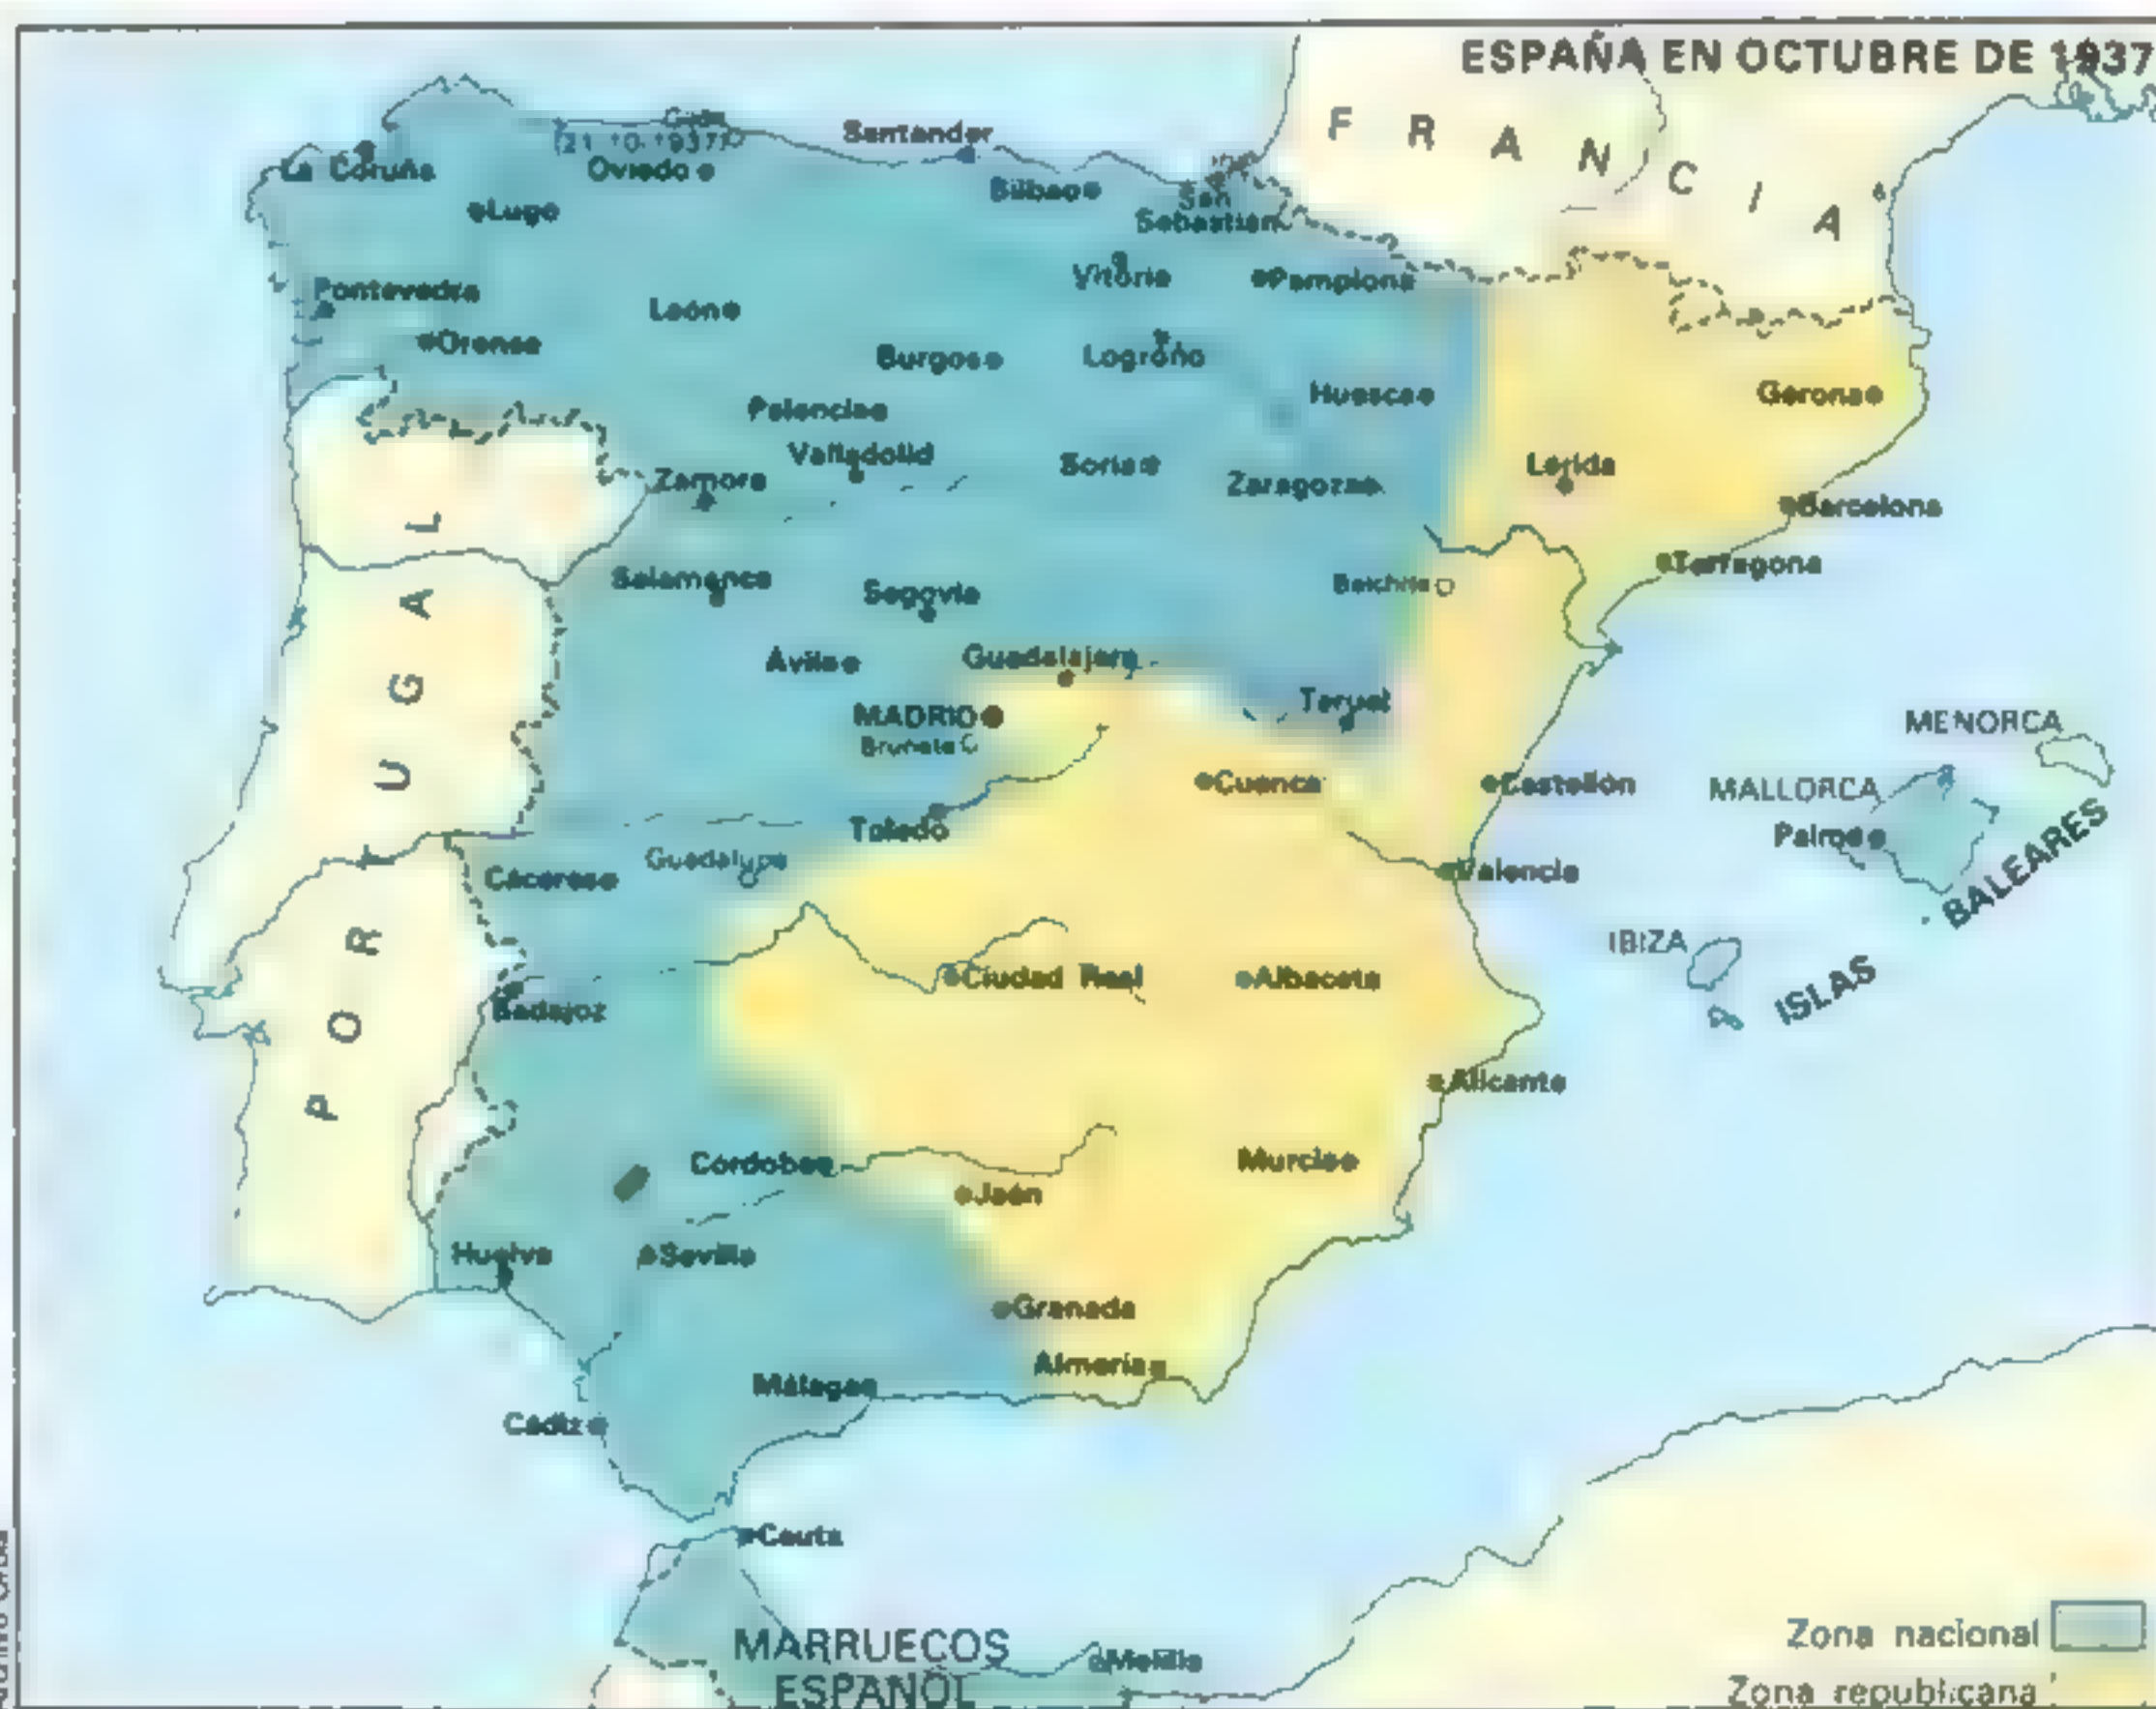 ESPAÑA EN OCTUBRE DE 1937
FRANCIA
(21-10-1937)
Santander
La Coruña
Oviedo
Bilbao
San
Sebastian
Lugo
Vitoria
Pamplona
Pontevedra
León
Orense
Burgos
Logroño
Huesca
Gerona
Palencia
Valladolid
Soria
Lérida
Zamora
Zaragoza
Barcelona
Tarragona
Salamanca
Segovia
Belchite
Avila
Guadalajara
Teruel
MADRID
Brunete
MENORCA
Cuenca
Castellón
MALLORCA
Toledo
Palma
Guadalupe
Cáceres
Valencia
ISLAS BALEARES
IBIZA
PORTUGAL
Ciudad Real
Albacete
Badajoz
Alicante
Córdoba
Murcia
Jaén
Huelva
Sevilla
Granada
Almería
Málaga
Cádiz
Ceuta
MARRUECOS
ESPAÑOL
Melilla
Zona nacional
Zona republicana